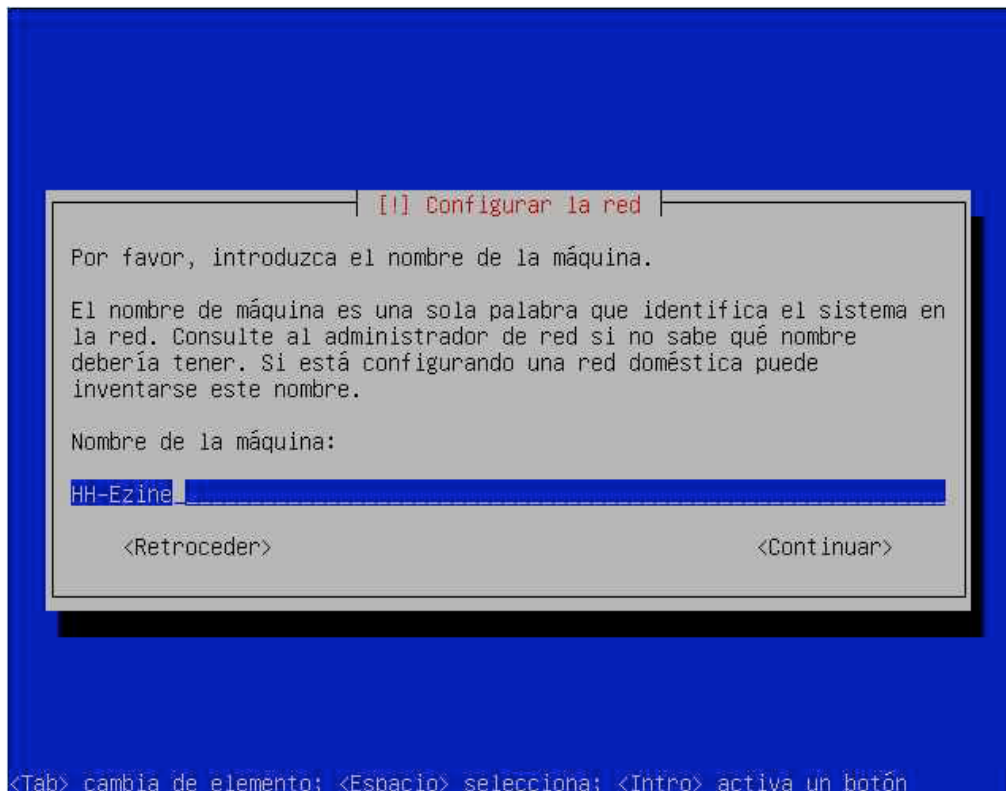 [!] Configurar la red
Por favor, introduzca el nombre de la máquina.
El nombre de máquina es una sola palabra que identifica el sistema en
la red. Consulte al administrador de red si no sabe qué nombre
debería tener. Si está configurando una red doméstica puede
inventarse este nombre.
Nombre de la máquina:
HH-Ezine
<Retroceder> <Continuar>
<Tab> cambia de elemento; <Espacio> selecciona; <Intro> activa un botón